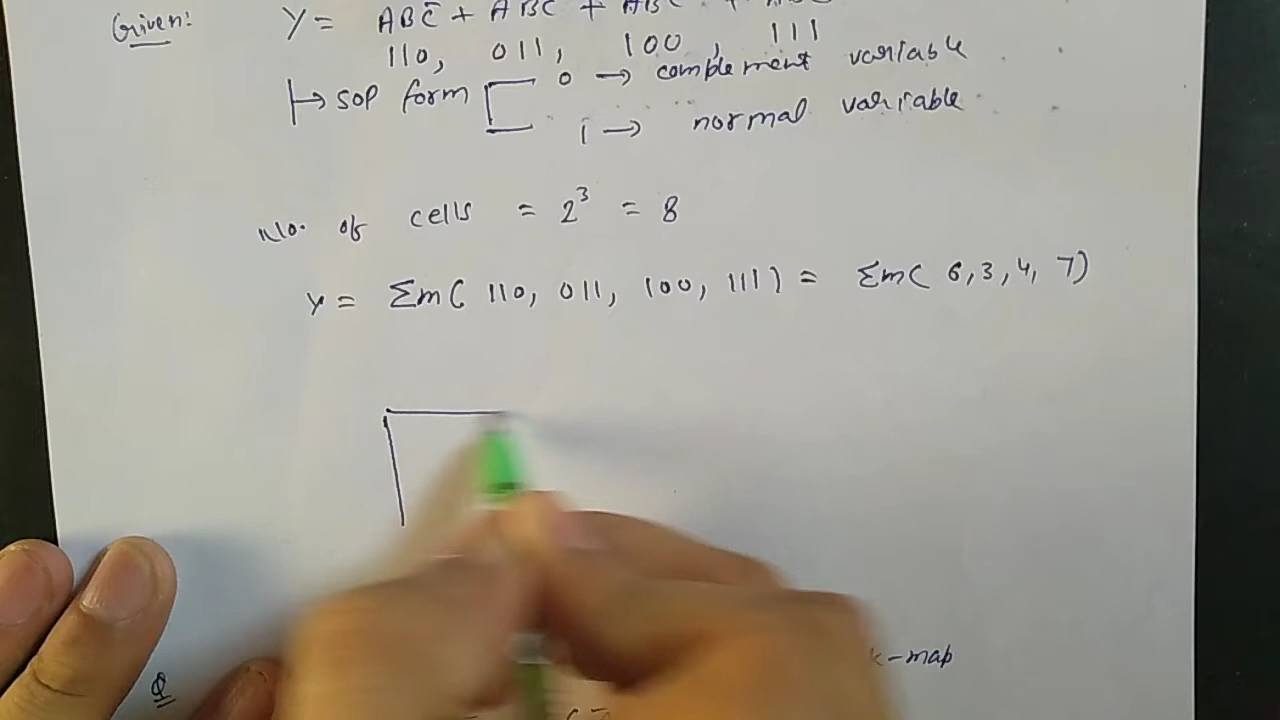 Given: Y = ABC̅ + ABC +
110, 011, 100, 111
↦ SOP form [ 0 → complement variable
1 → normal variable
No. of cells = 2³ = 8
Y = Σm( 110, 011, 100, 111) = Σm( 6,3,4, 7)
k-map
Q